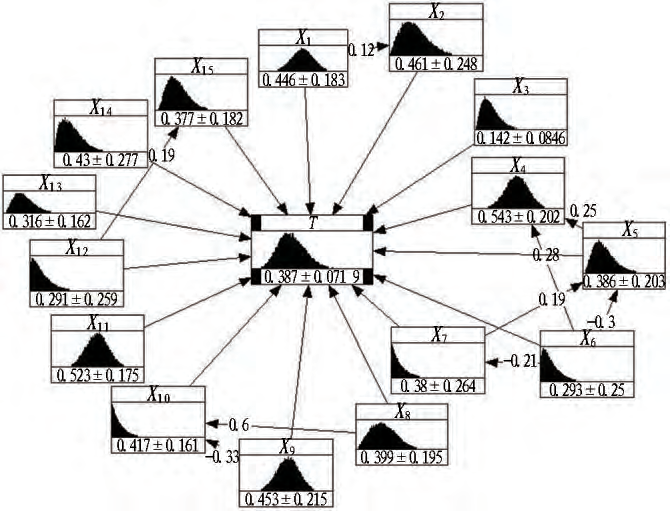 X2
X1
0.12
0.461±0.248
0.446±0.183
X15
0.377±0.182
X3
0.142±0.0846
X14
0.43±0.277
0.19
X4
0.543±0.202
0.25
X13
0.316±0.162
T
0.387±0.071 9
X5
0.386±0.203
0.28
X12
0.291±0.259
0.19
-0.3
X11
0.523±0.175
X7
0.38±0.264
-0.21
X6
0.293±0.25
X10
0.417±0.161
0.6
-0.33
X8
0.399±0.195
X9
0.453±0.215